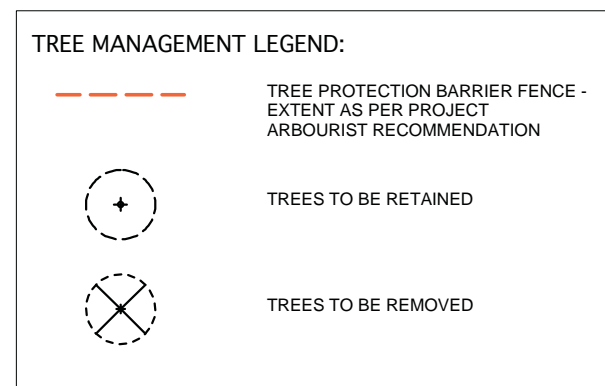 TREE MANAGEMENT LEGEND:
TREE PROTECTION BARRIER FENCE -
EXTENT AS PER PROJECT
ARBOURIST RECOMMENDATION
TREES TO BE RETAINED
TREES TO BE REMOVED